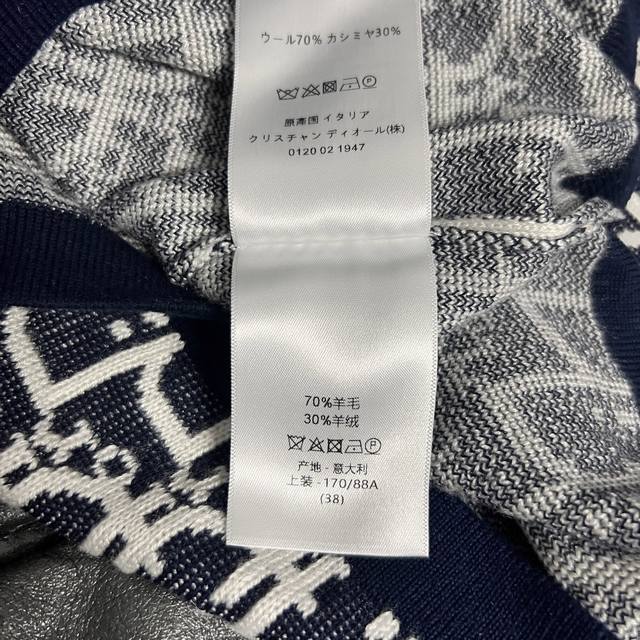 ウール70% カシミヤ30%
原産国 イタリア
クリスチャン ディオール(株)
0120 02 1947
70%羊毛
30%羊绒
产地 - 意大利
上装 - 170/88A
(38)